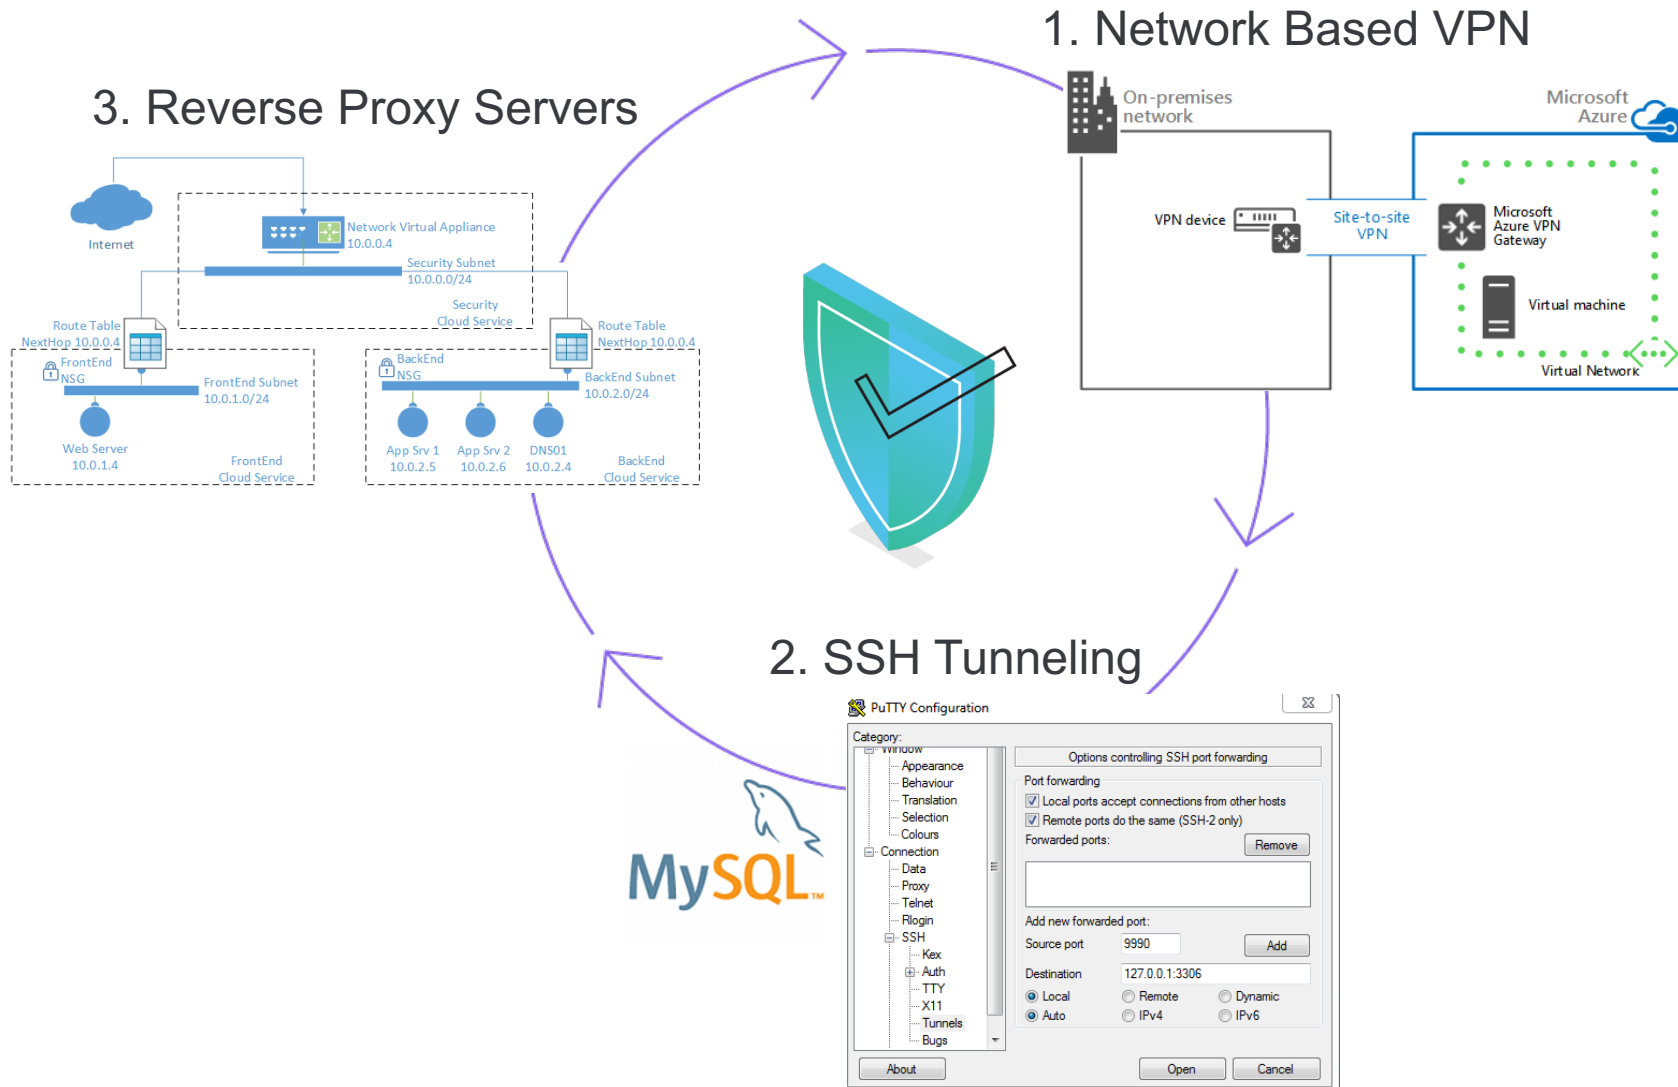 1. Network Based VPN
On-premises
network
Microsoft
Azure
VPN device
Site-to-site
VPN
Microsoft
Azure VPN
Gateway
Virtual machine
Virtual Network
2. SSH Tunneling
PuTTY Configuration
Category:
Window
Appearance
Behaviour
Translation
Selection
Colours
Connection
Data
Proxy
Telnet
Rlogin
SSH
Kex
Auth
TTY
X11
Tunnels
Bugs
Options controlling SSH port forwarding
Port forwarding
Local ports accept connections from other hosts
Remote ports do the same (SSH-2 only)
Forwarded ports:
Remove
Add new forwarded port:
Source port 9990 Add
Destination 127.0.0.1:3306
Local Remote Dynamic
Auto IPv4 IPv6
About Open Cancel
MySQL™
3. Reverse Proxy Servers
Internet
Network Virtual Appliance
10.0.0.4
Security Subnet
10.0.0.0/24
Security
Cloud Service
Route Table
NextHop 10.0.0.4
Route Table
NextHop 10.0.0.4
FrontEnd
NSG
FrontEnd Subnet
10.0.1.0/24
Web Server
10.0.1.4
FrontEnd
Cloud Service
BackEnd
NSG
BackEnd Subnet
10.0.2.0/24
App Srv 1
10.0.2.5
App Srv 2
10.0.2.6
DNS01
10.0.2.4
BackEnd
Cloud Service